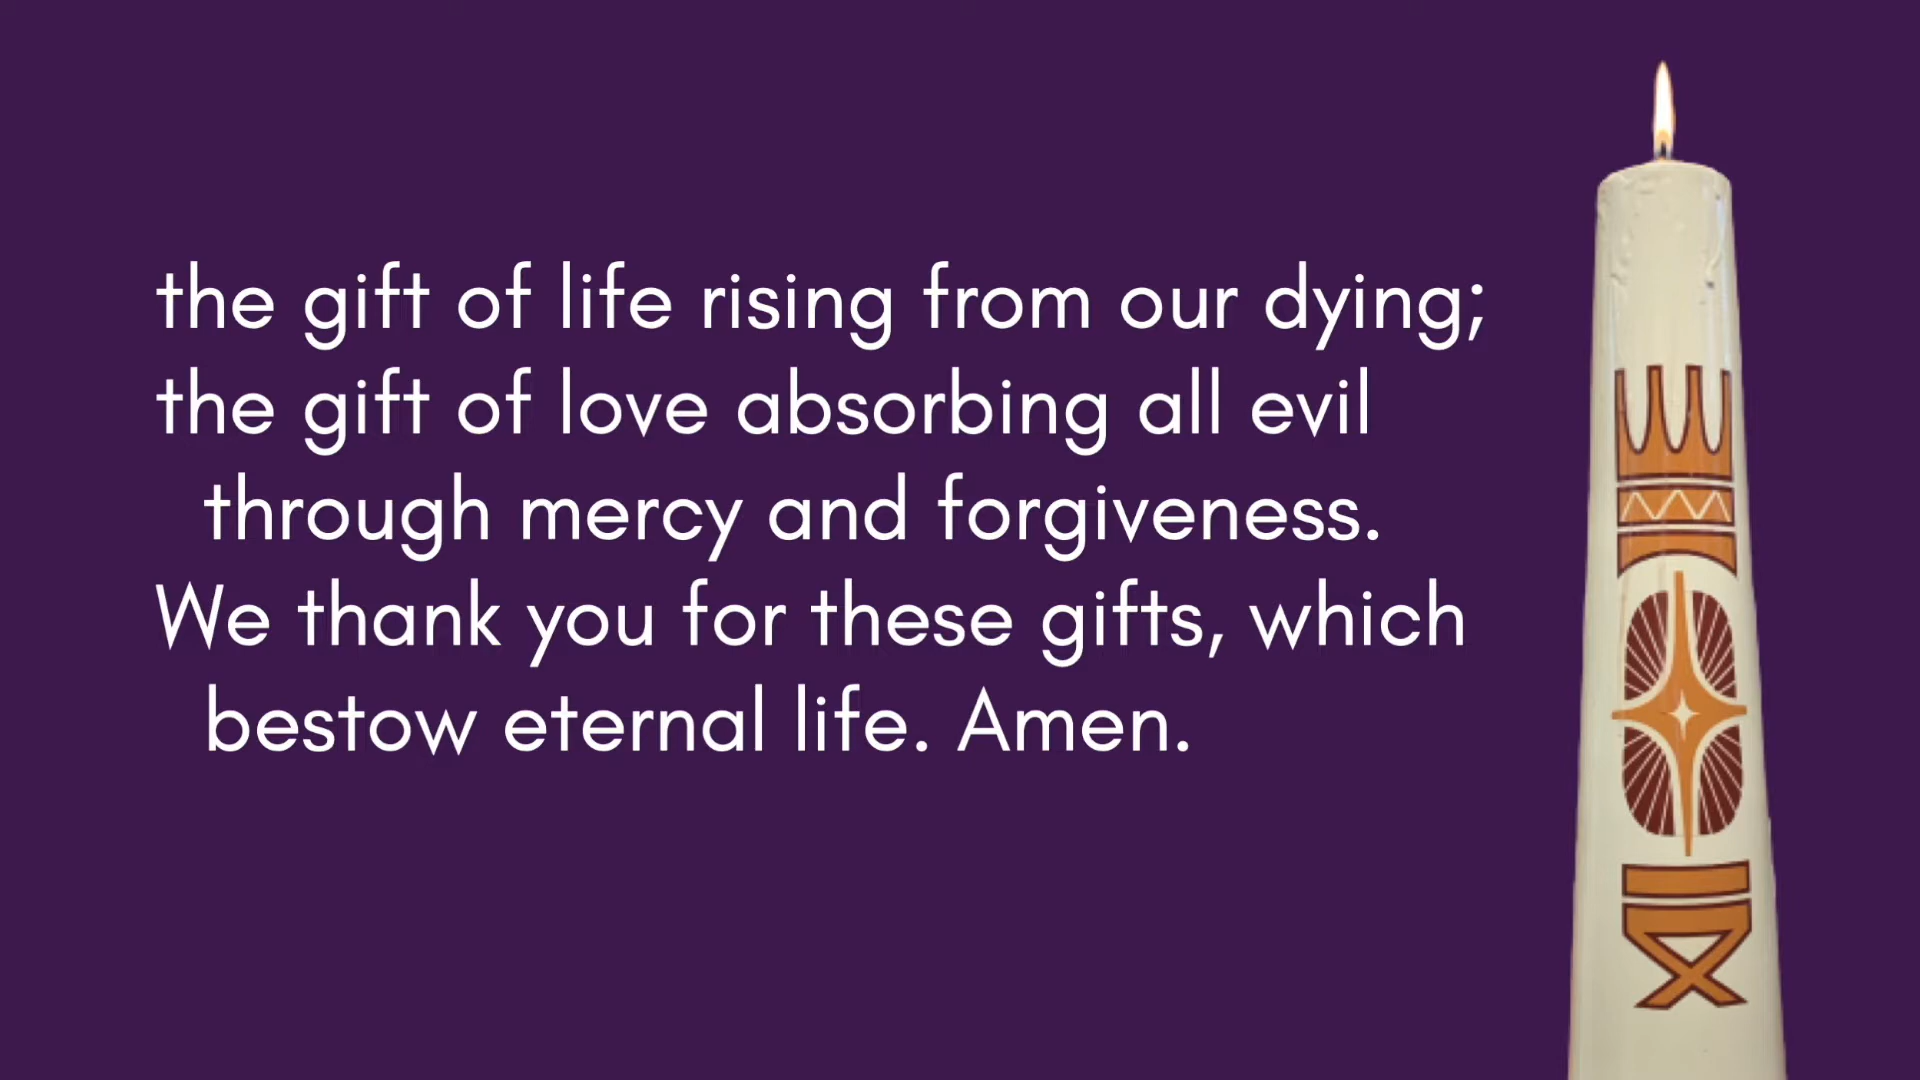 the gift of life rising from our dying;
the gift of love absorbing all evil
through mercy and forgiveness.
We thank you for these gifts, which
bestow eternal life. Amen.